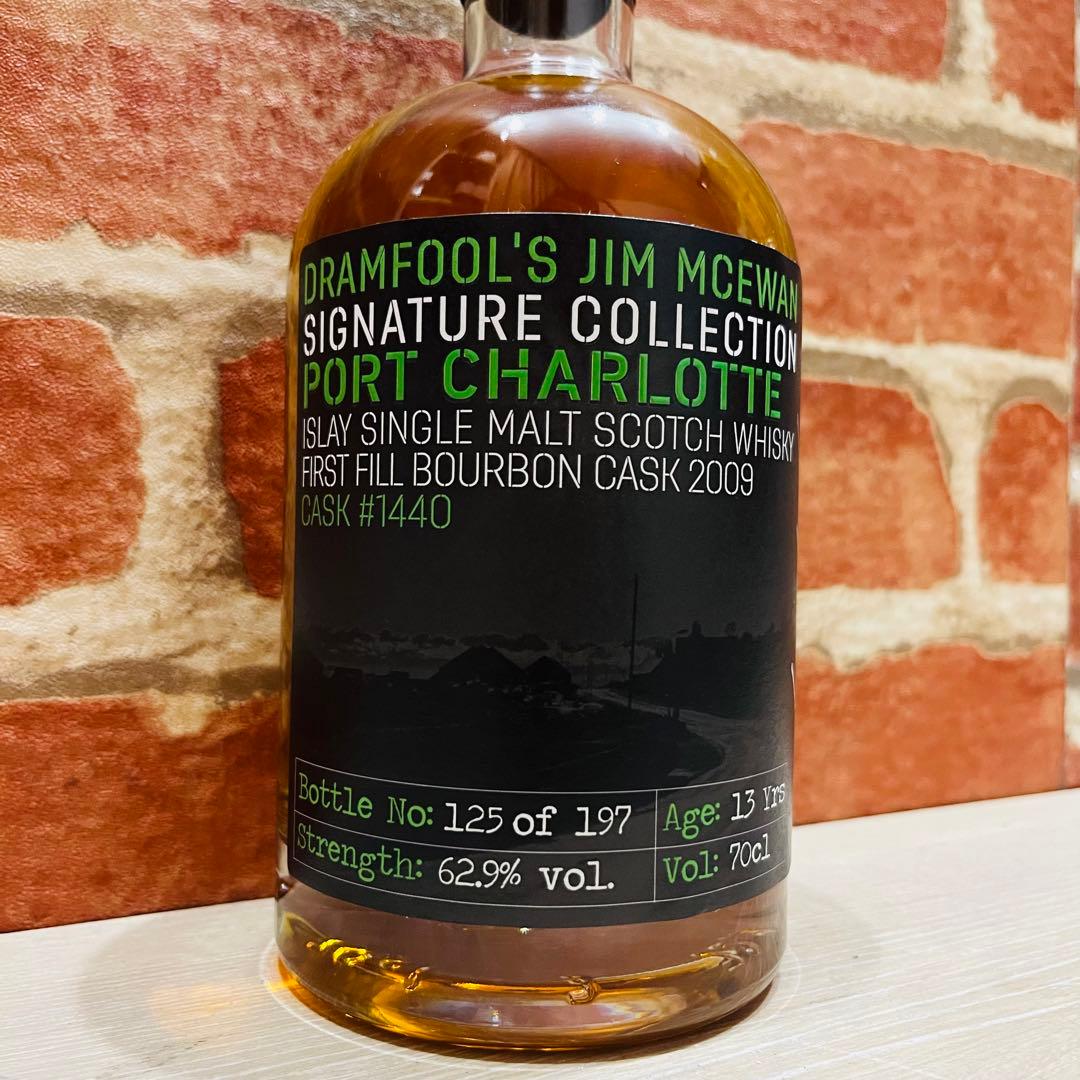 DRAMFOOL'S JIM MCEWAN
SIGNATURE COLLECTION
PORT CHARLOTTE
ISLAY SINGLE MALT SCOTCH WHISKY
FIRST FILL BOURBON CASK 2009
CASK #1440
Bottle No: 125 of 197
Age: 13 Yrs
Strength: 62.9% vol.
Vol: 70cl